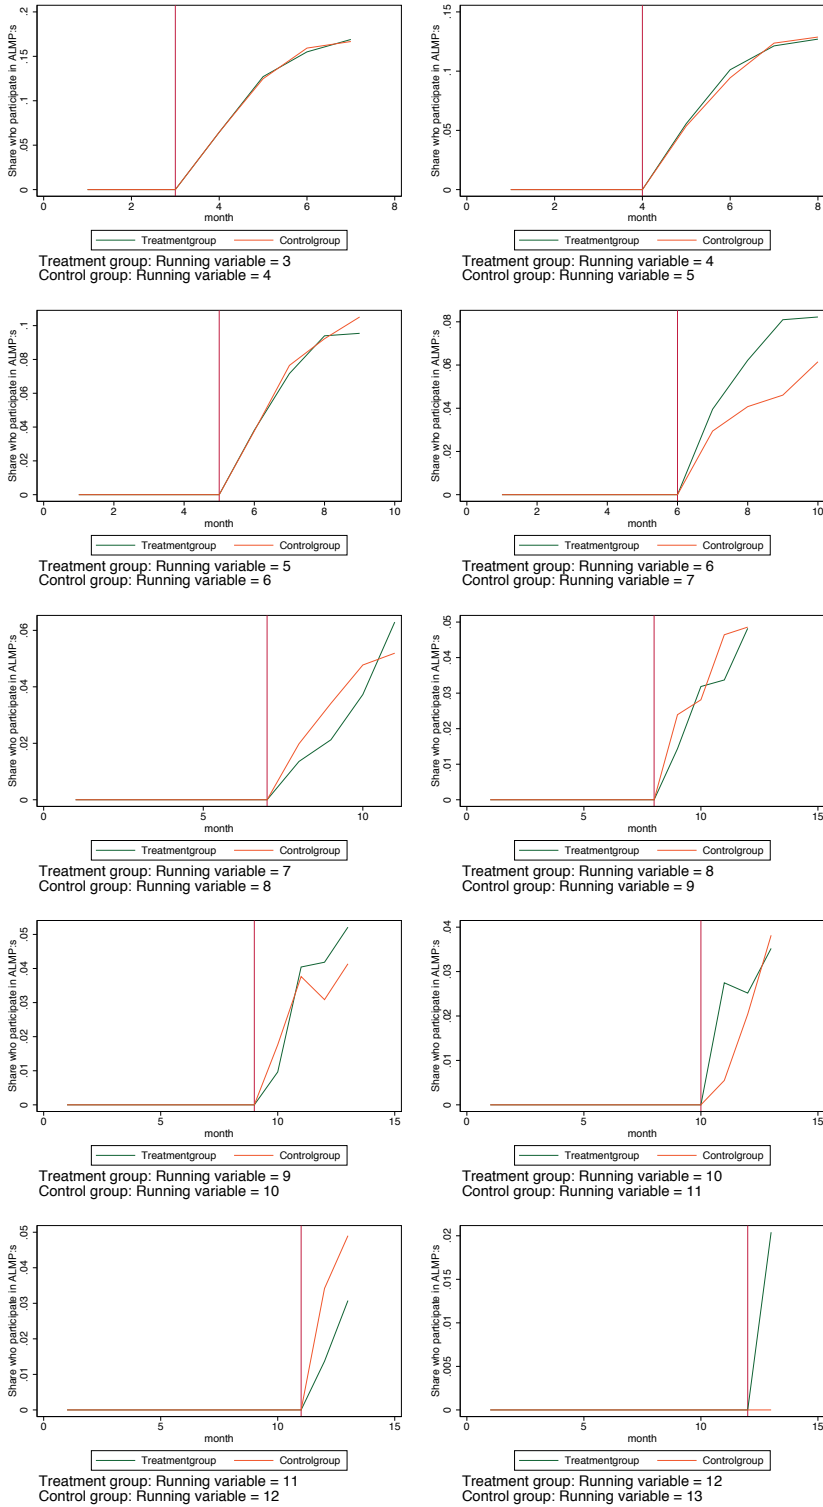 Share who participate in ALMP:s
0 .05 .1 .15 .2
0 2 4 6 8
month
Treatmentgroup Controlgroup
Treatment group: Running variable = 3
Control group: Running variable = 4
Share who participate in ALMP:s
0 .05 .1 .15
0 2 4 6 8
month
Treatmentgroup Controlgroup
Treatment group: Running variable = 4
Control group: Running variable = 5
Share who participate in ALMP:s
0 .02 .04 .06 .08 .1
0 2 4 6 8 10
month
Treatmentgroup Controlgroup
Treatment group: Running variable = 5
Control group: Running variable = 6
Share who participate in ALMP:s
0 .02 .04 .06 .08
0 2 4 6 8 10
month
Treatmentgroup Controlgroup
Treatment group: Running variable = 6
Control group: Running variable = 7
Share who participate in ALMP:s
0 .02 .04 .06
0 5 10
month
Treatmentgroup Controlgroup
Treatment group: Running variable = 7
Control group: Running variable = 8
Share who participate in ALMP:s
0 .01 .02 .03 .04 .05
0 5 10 15
month
Treatmentgroup Controlgroup
Treatment group: Running variable = 8
Control group: Running variable = 9
Share who participate in ALMP:s
0 .01 .02 .03 .04 .05
0 5 10 15
month
Treatmentgroup Controlgroup
Treatment group: Running variable = 9
Control group: Running variable = 10
Share who participate in ALMP:s
0 .01 .02 .03 .04
0 5 10 15
month
Treatmentgroup Controlgroup
Treatment group: Running variable = 10
Control group: Running variable = 11
Share who participate in ALMP:s
0 .01 .02 .03 .04 .05
0 5 10 15
month
Treatmentgroup Controlgroup
Treatment group: Running variable = 11
Control group: Running variable = 12
Share who participate in ALMP:s
0 .005 .01 .015 .02
0 5 10 15
month
Treatmentgroup Controlgroup
Treatment group: Running variable = 12
Control group: Running variable = 13